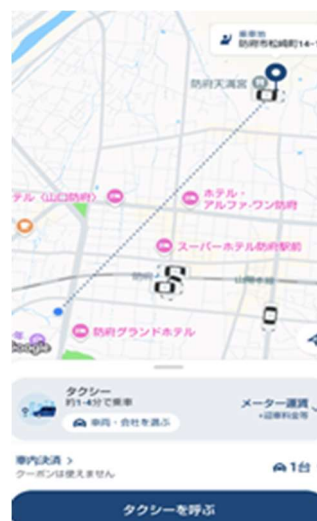 乗車地
防府市松崎町14-1
防府天満宮
テル〈山口防府〉
ホテル・
アルファーワン防府
スーパーホテル防府駅前
防府
山陽本線
防府グランドホテル
Google
タクシー
約1-4分で乗車
メーター運賃
+迎車料金等
車両・会社を選ぶ
車内決済 >
クーポンは使えません
1台
タクシーを呼ぶ